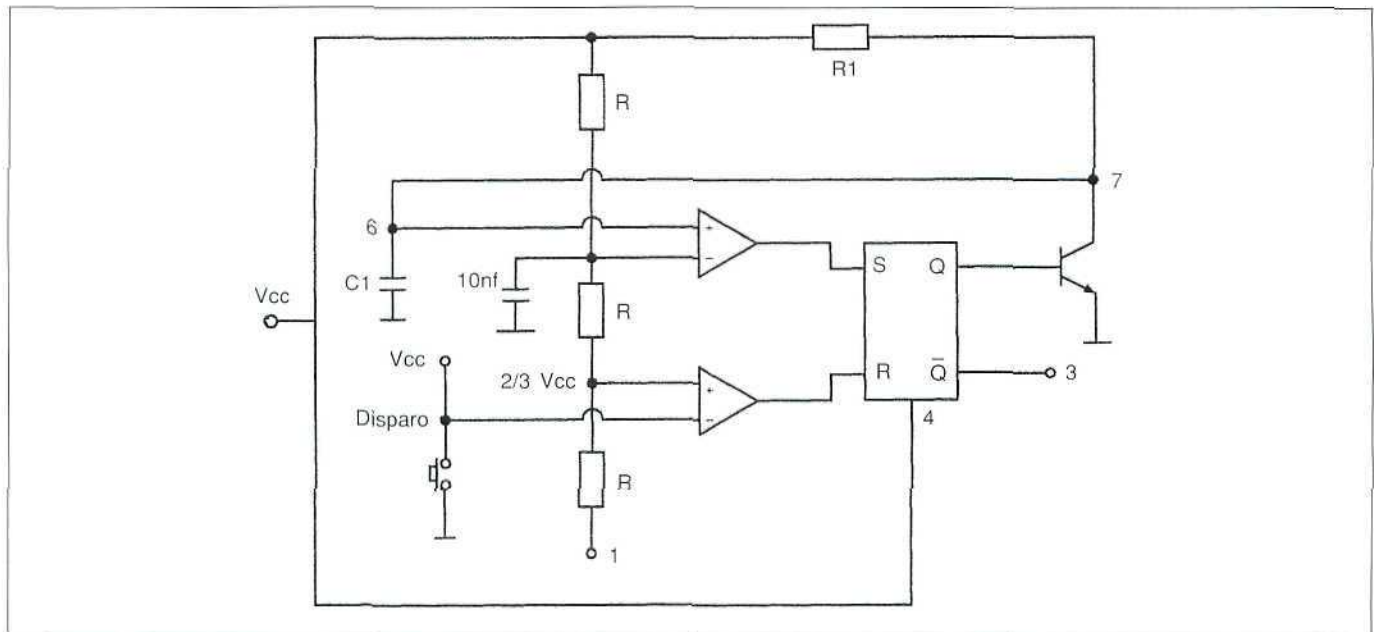 R1
R
7
6
+
−
C1
10nf
S
Q
Vcc
R
Vcc
2/3 Vcc
+
−
R
Q̅
3
Disparo
4
R
1